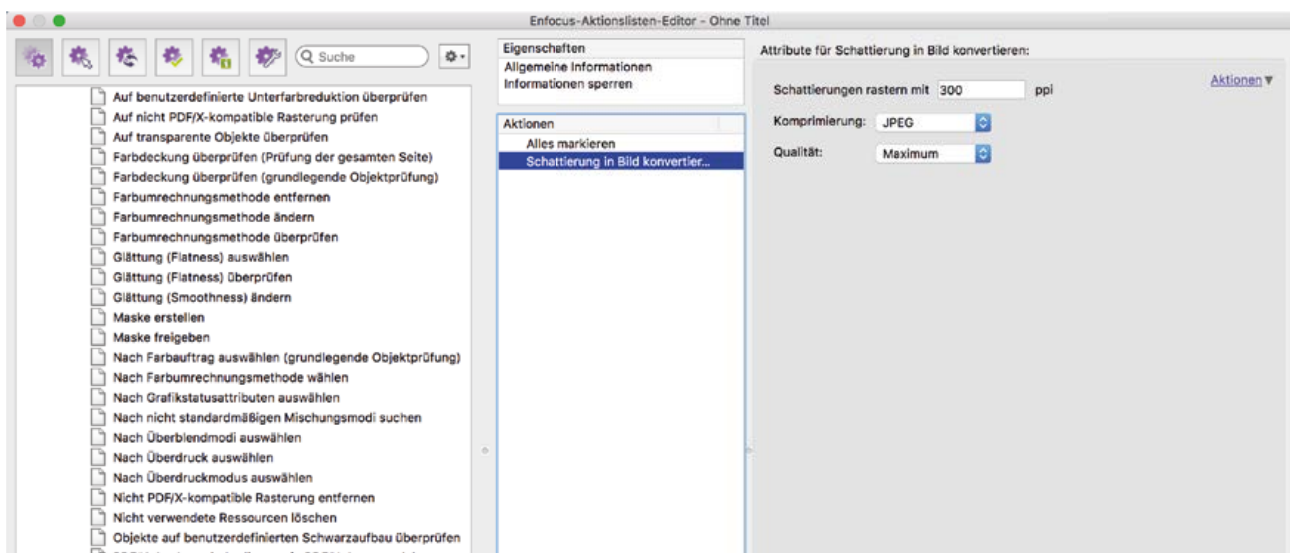 Enfocus-Aktionslisten-Editor - Ohne Titel
Suche
Auf benutzerdefinierte Unterfarbreduktion überprüfen
Auf nicht PDF/X-kompatible Rasterung prüfen
Auf transparente Objekte überprüfen
Farbdeckung überprüfen (Prüfung der gesamten Seite)
Farbdeckung überprüfen (grundlegende Objektprüfung)
Farbumrechnungsmethode entfernen
Farbumrechnungsmethode ändern
Farbumrechnungsmethode überprüfen
Glättung (Flatness) auswählen
Glättung (Flatness) überprüfen
Glättung (Smoothness) ändern
Maske erstellen
Maske freigeben
Nach Farbauftrag auswählen (grundlegende Objektprüfung)
Nach Farbumrechnungsmethode wählen
Nach Grafikstatusattributen auswählen
Nach nicht standardmäßigen Mischungsmodi suchen
Nach Überblendmodi auswählen
Nach Überdruck auswählen
Nach Überdruckmodus auswählen
Nicht PDF/X-kompatible Rasterung entfernen
Nicht verwendete Ressourcen löschen
Objekte auf benutzerdefinierten Schwarzaufbau überprüfen
Eigenschaften
Allgemeine Informationen
Informationen sperren
Aktionen
Alles markieren
Schattierung in Bild konvertier...
Attribute für Schattierung in Bild konvertieren:
Aktionen
Schattierungen rastern mit 300 ppi
Komprimierung: JPEG
Qualität: Maximum